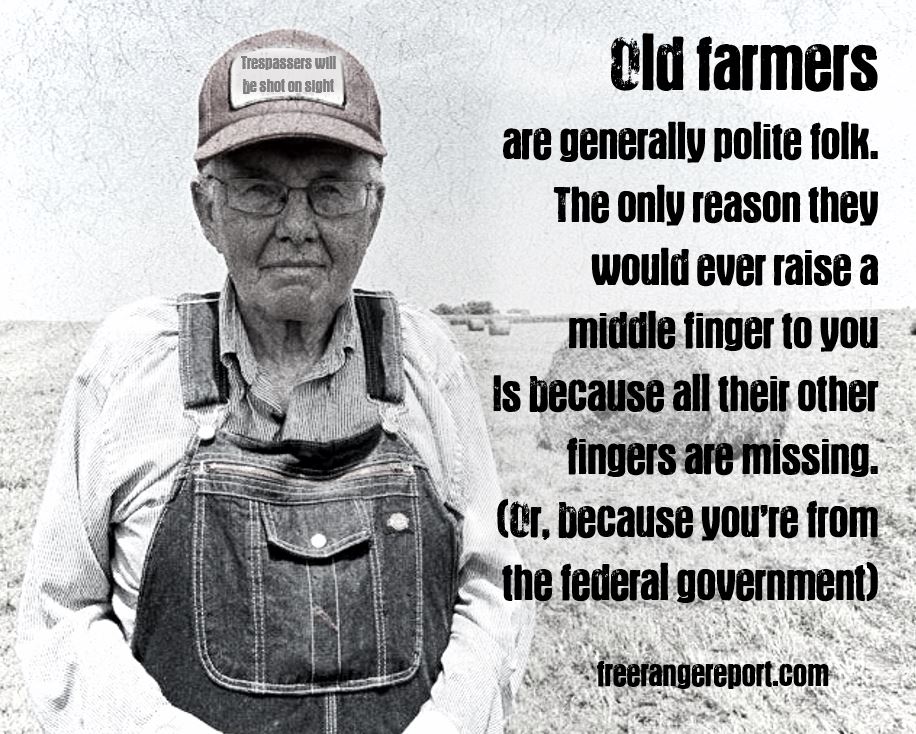 Trespassers will
be shot on sight
Old farmers
are generally polite folk.
The only reason they
would ever raise a
middle finger to you
Is because all their other
fingers are missing.
(Or, because you're from
the federal government)
freerangereport.com